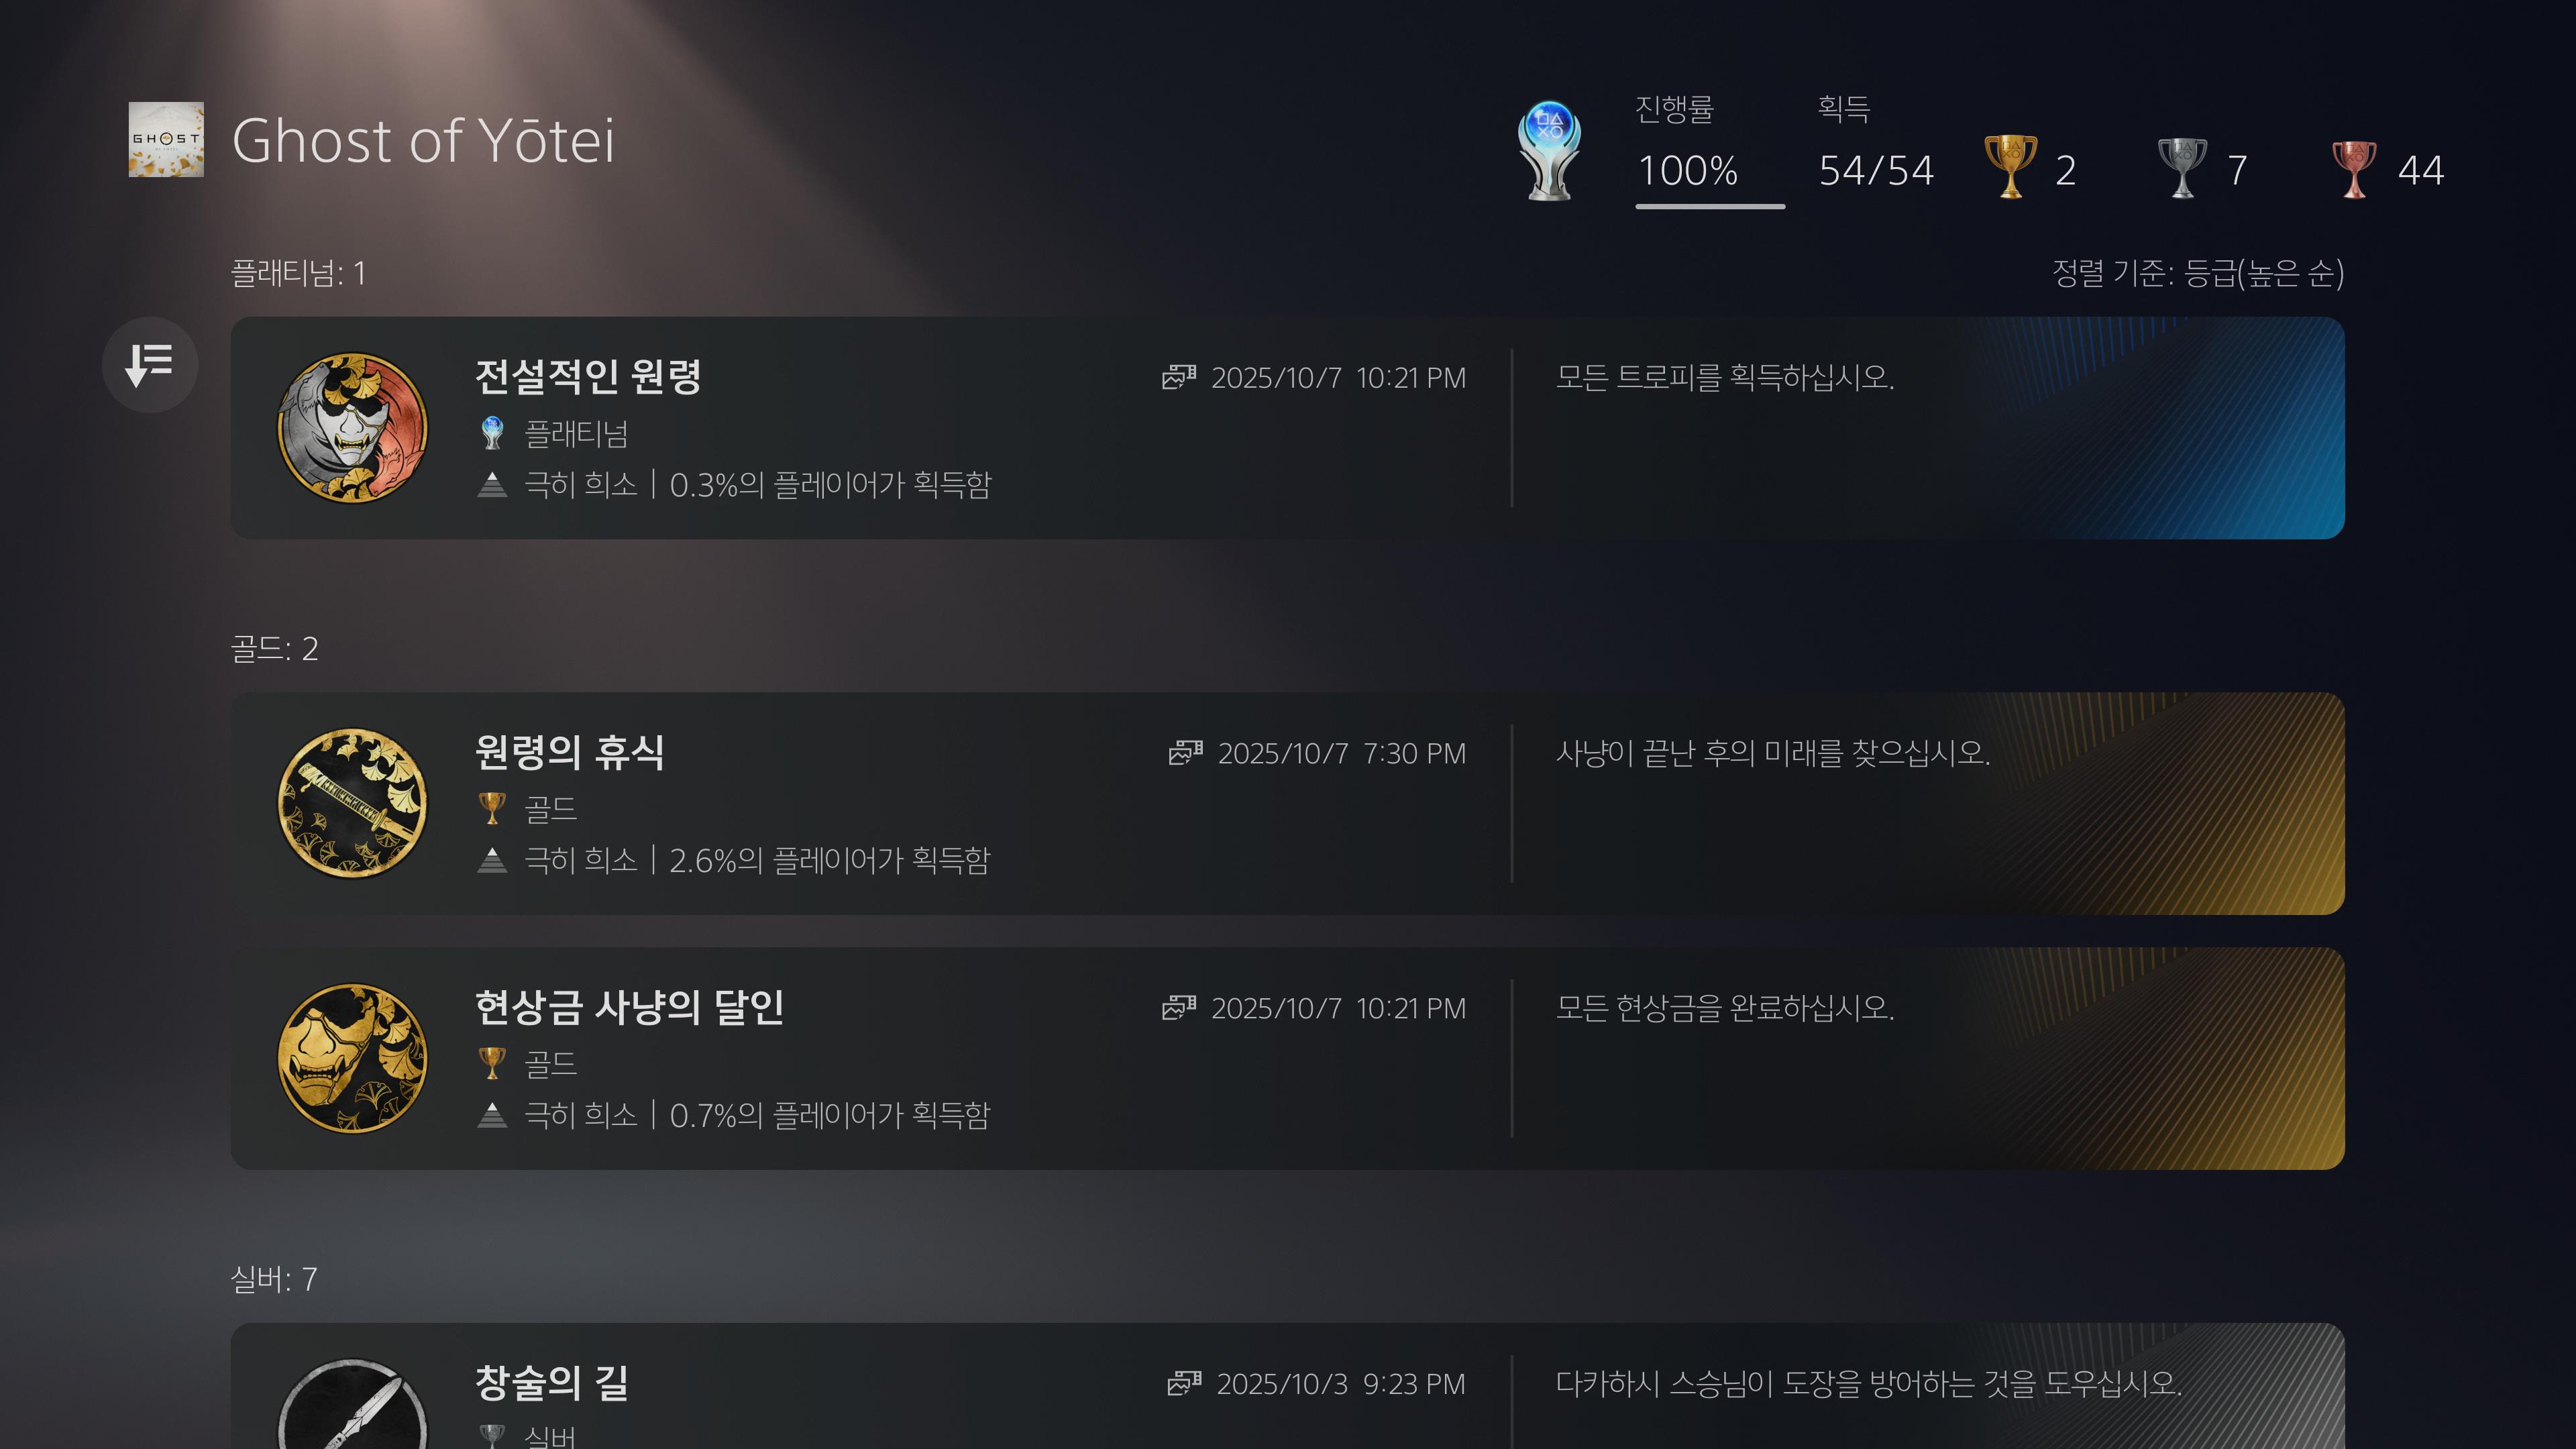 GHOST
Ghost of Yōtei
진행률
100%
획득
54/54
2
7
44
플래티넘: 1
정렬 기준: 등급(높은 순)
전설적인 원령
2025/10/7 10:21 PM
모든 트로피를 획득하십시오.
플래티넘
극히 희소 | 0.3%의 플레이어가 획득함
골드: 2
원령의 휴식
2025/10/7 7:30 PM
사냥이 끝난 후의 미래를 찾으십시오.
골드
극히 희소 | 2.6%의 플레이어가 획득함
현상금 사냥의 달인
2025/10/7 10:21 PM
모든 현상금을 완료하십시오.
골드
극히 희소 | 0.7%의 플레이어가 획득함
실버: 7
창술의 길
2025/10/3 9:23 PM
다카하시 스승님이 도장을 방어하는 것을 도우십시오.
실버